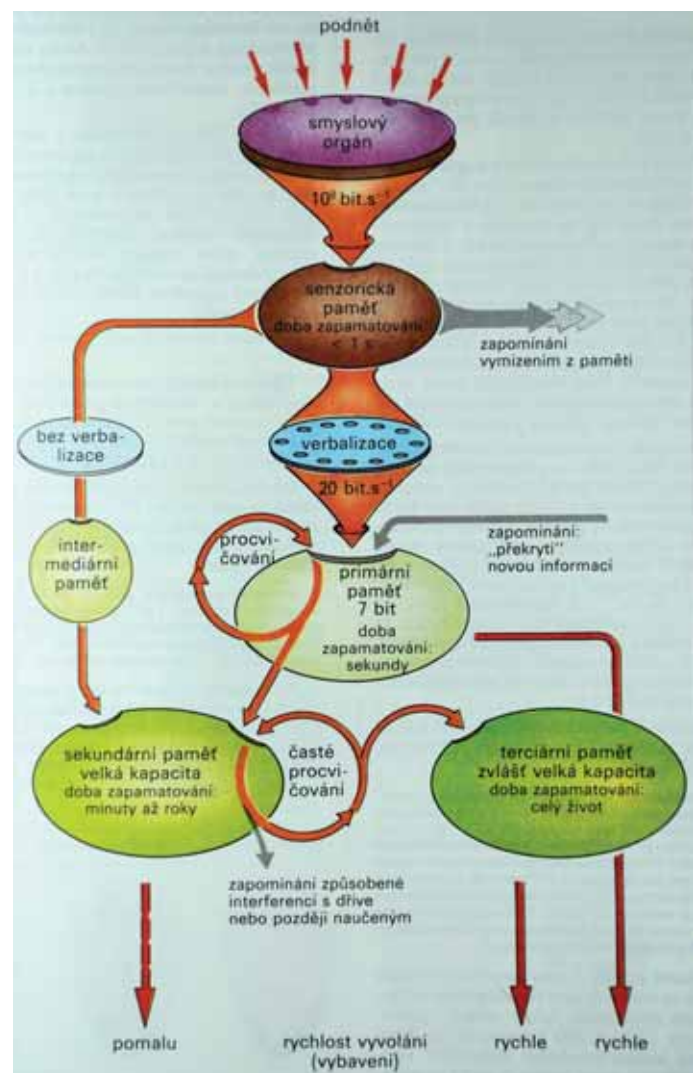 podnět
smyslový
orgán
10⁹ bit.s⁻¹
senzorická
paměť
doba zapamatování:
< 1 s
zapomínání
vymizením z paměti
bez verba-
lizace
verbalizace
20 bit.s⁻¹
inter-
mediární
paměť
procvi-
čování
zapomínání:
„překrytí"
novou informací
primární
paměť
7 bit
doba
zapamatování:
sekundy
sekundární paměť
velká kapacita
doba zapamatování:
minuty až roky
časté
procvi-
čování
terciární paměť
zvlášť velká kapacita
doba zapamatování:
celý život
zapomínání způsobené
interferencí s dříve
nebo později naučeným
pomalu
rychlost vyvolání
(vybavení)
rychle
rychle